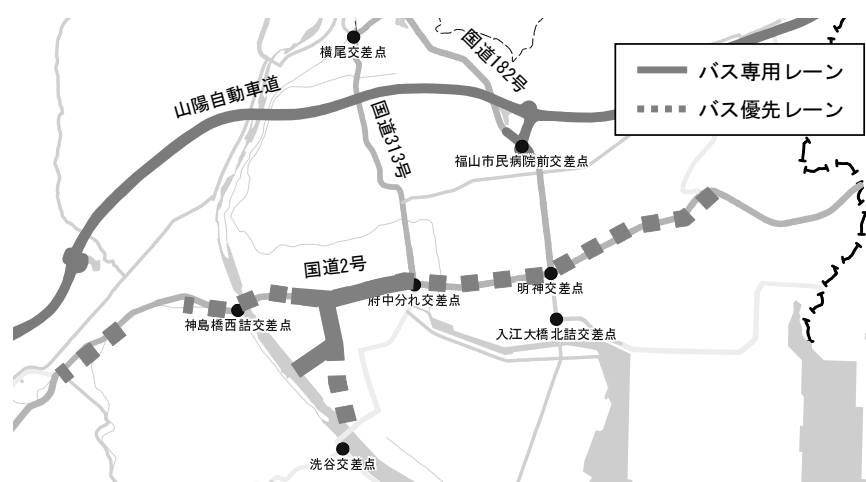 横尾交差点
国道182号
バス専用レーン
山陽自動車道
バス優先レーン
国道313号
福山市民病院前交差点
国道2号
明神交差点
府中分れ交差点
神島橋西詰交差点
入江大橋北詰交差点
洗谷交差点